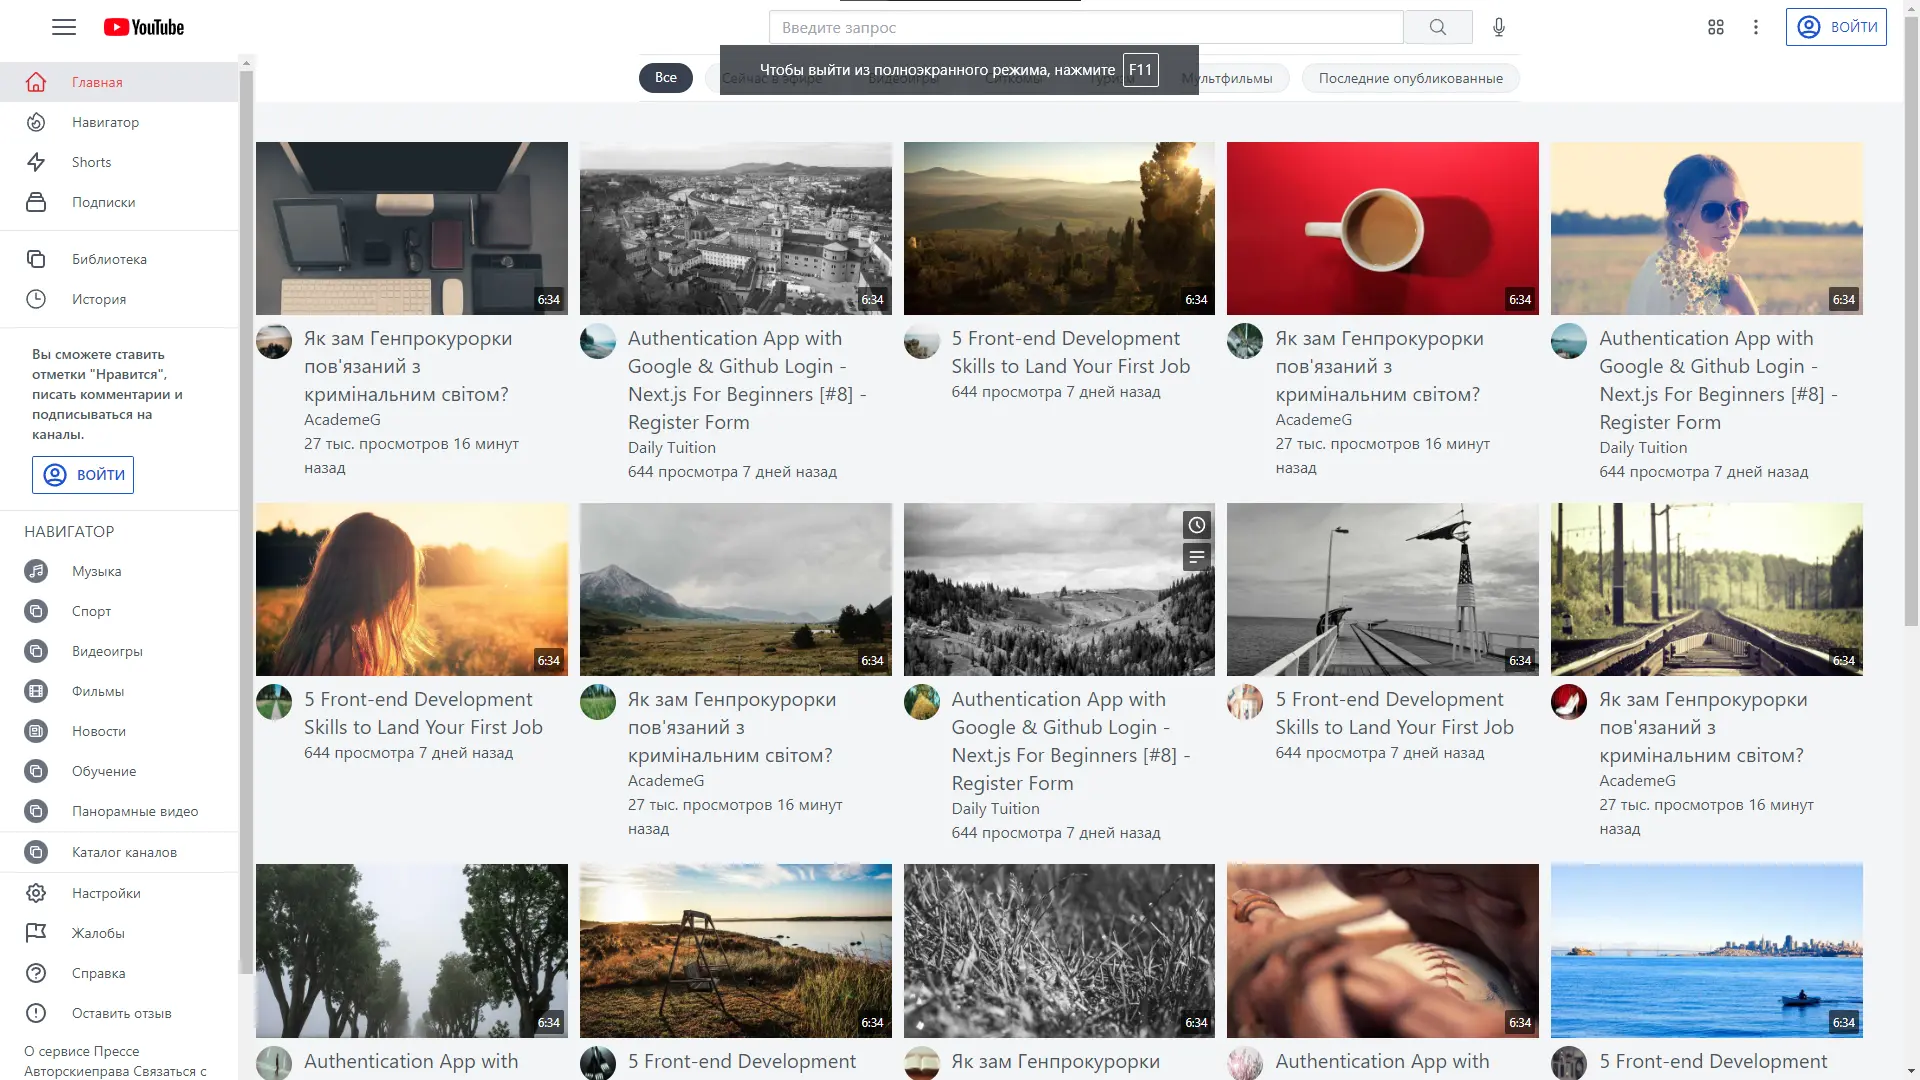 YouTube
Введите запрос
ВОЙТИ
Чтобы выйти из полноэкранного режима, нажмите F11
Все
Сейчас в эфире
Видеоигры
Мультфильмы
Последние опубликованные
Главная
Навигатор
Shorts
Подписки
Библиотека
История
Вы сможете ставить
отметки "Нравится",
писать комментарии и
подписываться на
каналы.
ВОЙТИ
НАВИГАТОР
Музыка
Спорт
Видеоигры
Фильмы
Новости
Обучение
Панорамные видео
Каталог каналов
Настройки
Жалобы
Справка
Оставить отзыв
О сервисе Прессе
Авторскиеправа Связаться с
6:34
Як зам Генпрокурорки
пов'язаний з
кримінальним світом?
AcademeG
27 тыс. просмотров 16 минут
назад
6:34
Authentication App with
Google & Github Login -
Next.js For Beginners [#8] -
Register Form
Daily Tuition
644 просмотра 7 дней назад
6:34
5 Front-end Development
Skills to Land Your First Job
644 просмотра 7 дней назад
6:34
Як зам Генпрокурорки
пов'язаний з
кримінальним світом?
AcademeG
27 тыс. просмотров 16 минут
назад
6:34
Authentication App with
Google & Github Login -
Next.js For Beginners [#8] -
Register Form
Daily Tuition
644 просмотра 7 дней назад
6:34
5 Front-end Development
Skills to Land Your First Job
644 просмотра 7 дней назад
6:34
Як зам Генпрокурорки
пов'язаний з
кримінальним світом?
AcademeG
27 тыс. просмотров 16 минут
назад
Authentication App with
Google & Github Login -
Next.js For Beginners [#8] -
Register Form
Daily Tuition
644 просмотра 7 дней назад
6:34
5 Front-end Development
Skills to Land Your First Job
644 просмотра 7 дней назад
6:34
Як зам Генпрокурорки
пов'язаний з
кримінальним світом?
AcademeG
27 тыс. просмотров 16 минут
назад
6:34
Authentication App with
6:34
5 Front-end Development
6:34
Як зам Генпрокурорки
6:34
Authentication App with
6:34
5 Front-end Development